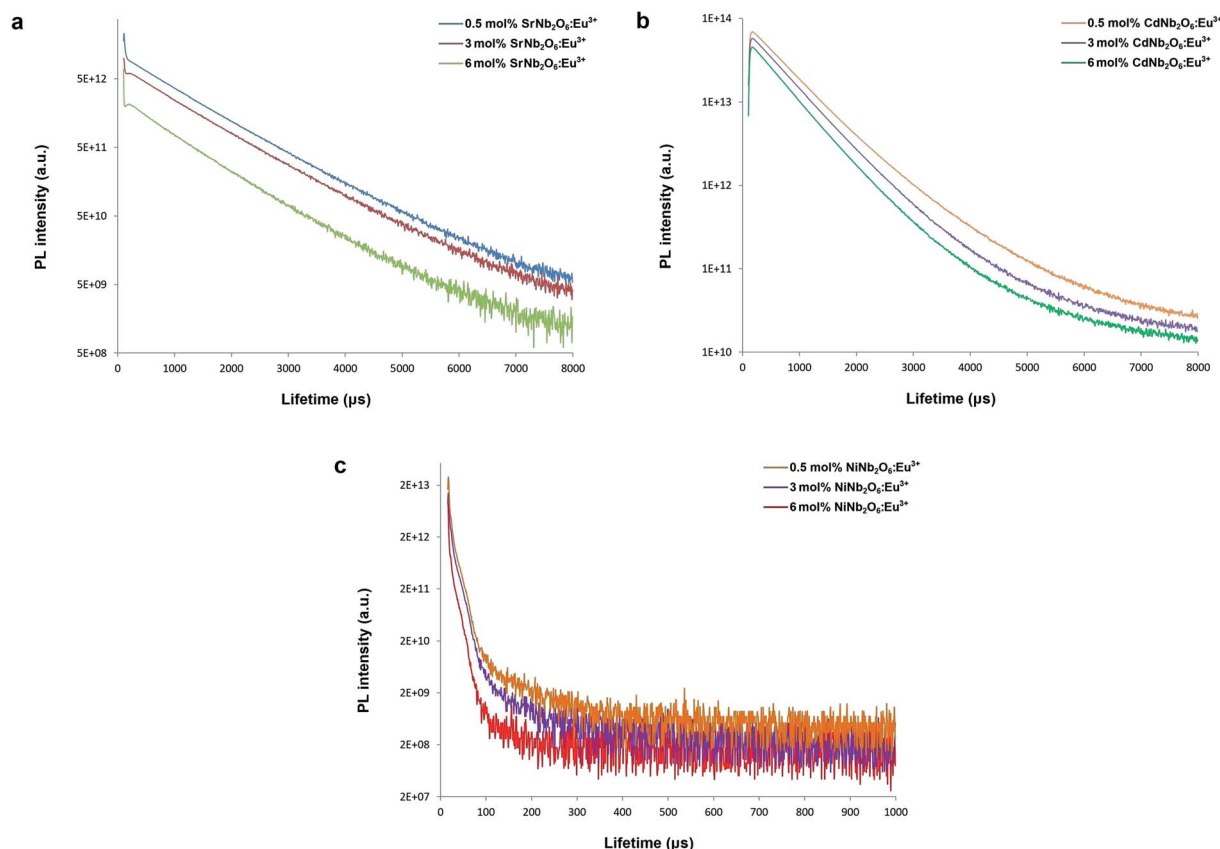 a
0.5 mol% SrNb₂O₆:Eu³⁺
3 mol% SrNb₂O₆:Eu³⁺
6 mol% SrNb₂O₆:Eu³⁺
5E+12
5E+11
5E+10
5E+09
5E+08
PL intensity (a.u.)
0 1000 2000 3000 4000 5000 6000 7000 8000
Lifetime (µs)
b
0.5 mol% CdNb₂O₆:Eu³⁺
3 mol% CdNb₂O₆:Eu³⁺
6 mol% CdNb₂O₆:Eu³⁺
1E+14
1E+13
1E+12
1E+11
1E+10
PL intensity (a.u.)
0 1000 2000 3000 4000 5000 6000 7000 8000
Lifetime (µs)
c
0.5 mol% NiNb₂O₆:Eu³⁺
3 mol% NiNb₂O₆:Eu³⁺
6 mol% NiNb₂O₆:Eu³⁺
2E+13
2E+12
2E+11
2E+10
2E+09
2E+08
2E+07
PL intensity (a.u.)
0 100 200 300 400 500 600 700 800 900 1000
Lifetime (µs)